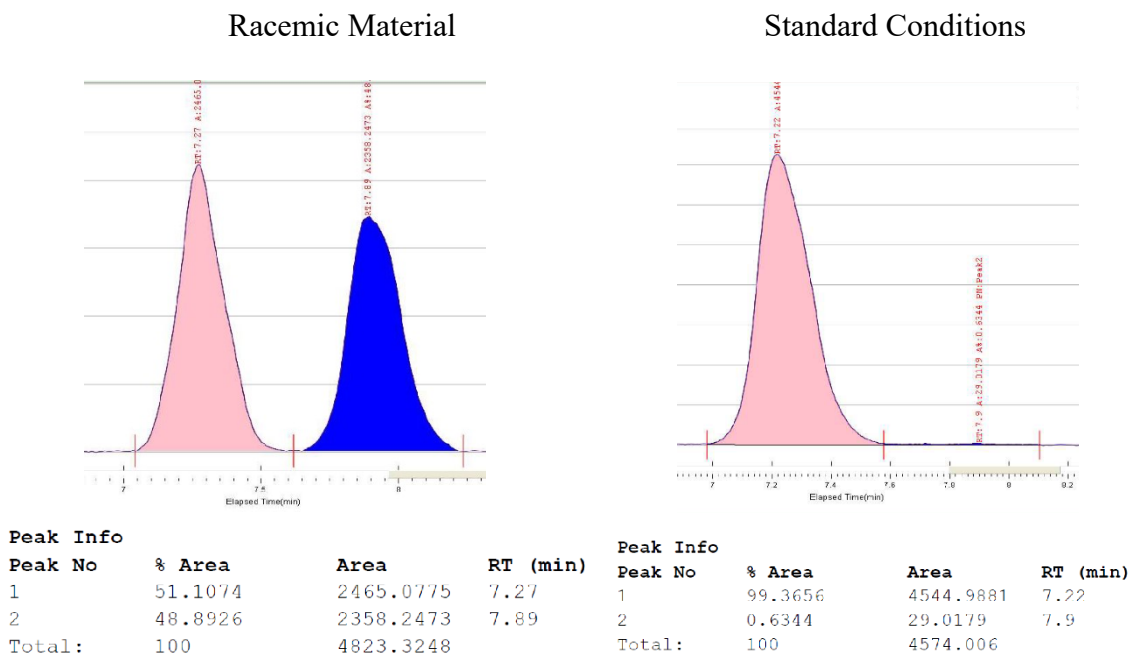 Racemic Material
Standard Conditions
RT:7.27 A:2465.0
RT:7.89 A:2358.2473 A%:48.
7
7.5
8
Elapsed Time(min)
RT:7.22 A:454
RT:7.9 A:29.0179 A%:0.6344 PN:Peak2
7
7.2
7.4
7.6
7.8
8
8.2
Elapsed Time(min)
Peak Info
Peak No % Area Area RT (min)
1 51.1074 2465.0775 7.27
2 48.8926 2358.2473 7.89
Total: 100 4823.3248
Peak Info
Peak No % Area Area RT (min)
1 99.3656 4544.9881 7.22
2 0.6344 29.0179 7.9
Total: 100 4574.006